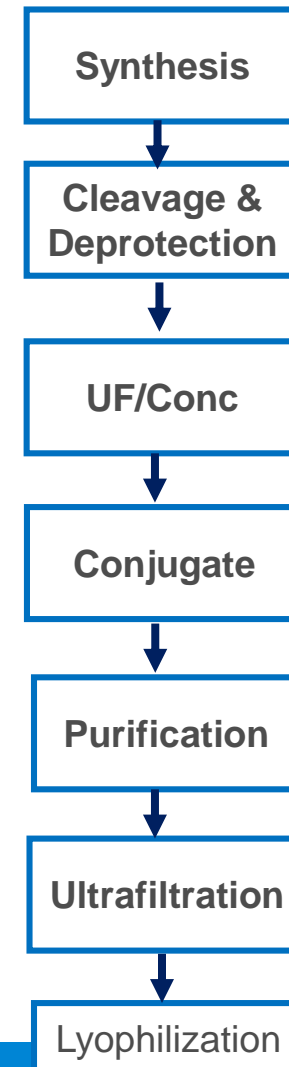 Synthesis
Cleavage &
Deprotection
UF/Conc
Conjugate
Purification
Ultrafiltration
Lyophilization